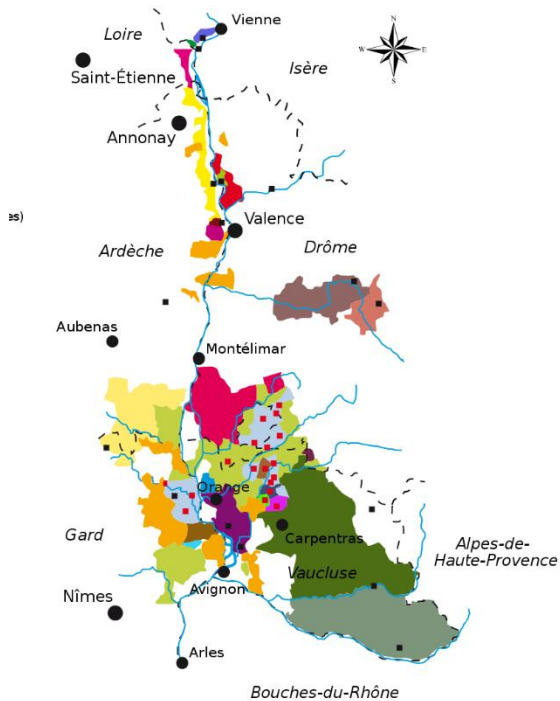 Vienne
Loire
N
W
E
S
Saint-Étienne
Isère
Annonay
es)
Valence
Ardèche
Drôme
Aubenas
Montélimar
Orange
Carpentras
Gard
Alpes-de-
Haute-Provence
Vaucluse
Avignon
Nîmes
Arles
Bouches-du-Rhône